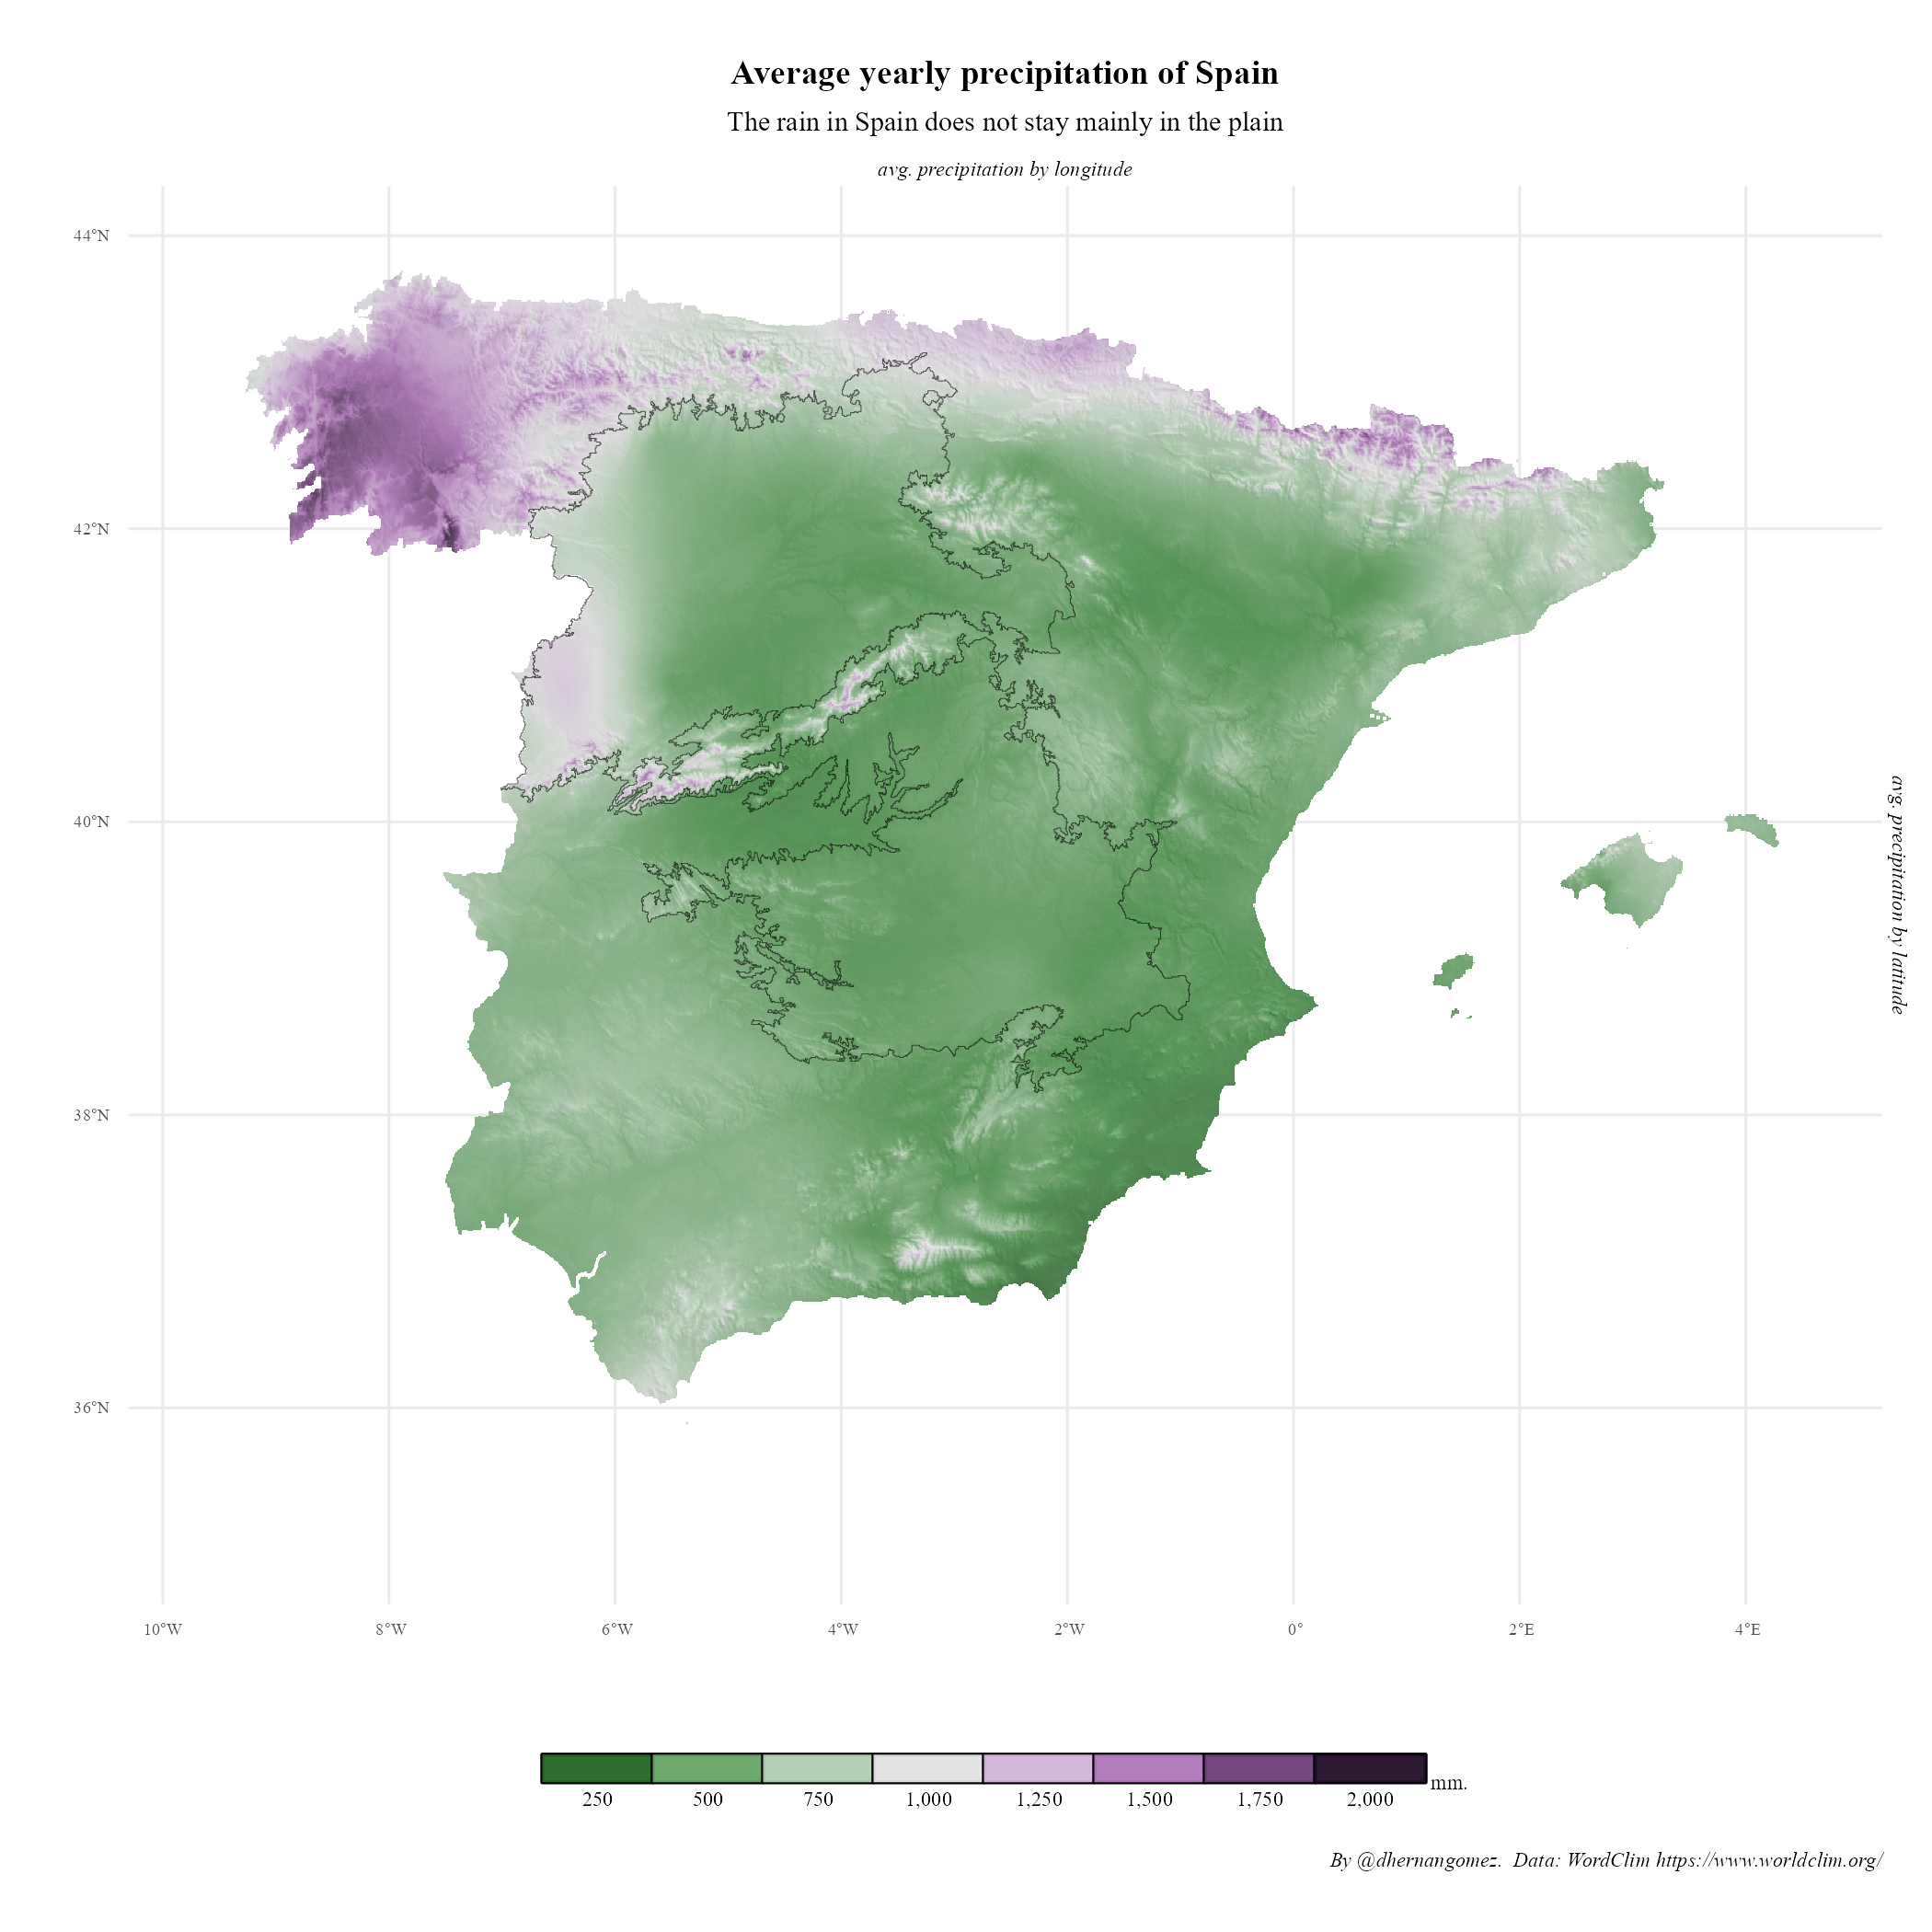 Average yearly precipitation of Spain
The rain in Spain does not stay mainly in the plain
avg. precipitation by longitude
44°N
42°N
40°N
38°N
36°N
avg. precipitation by latitude
10°W 8°W 6°W 4°W 2°W 0° 2°E 4°E
mm.
250 500 750 1,000 1,250 1,500 1,750 2,000
By @dhernangomez. Data: WordClim https://www.worldclim.org/